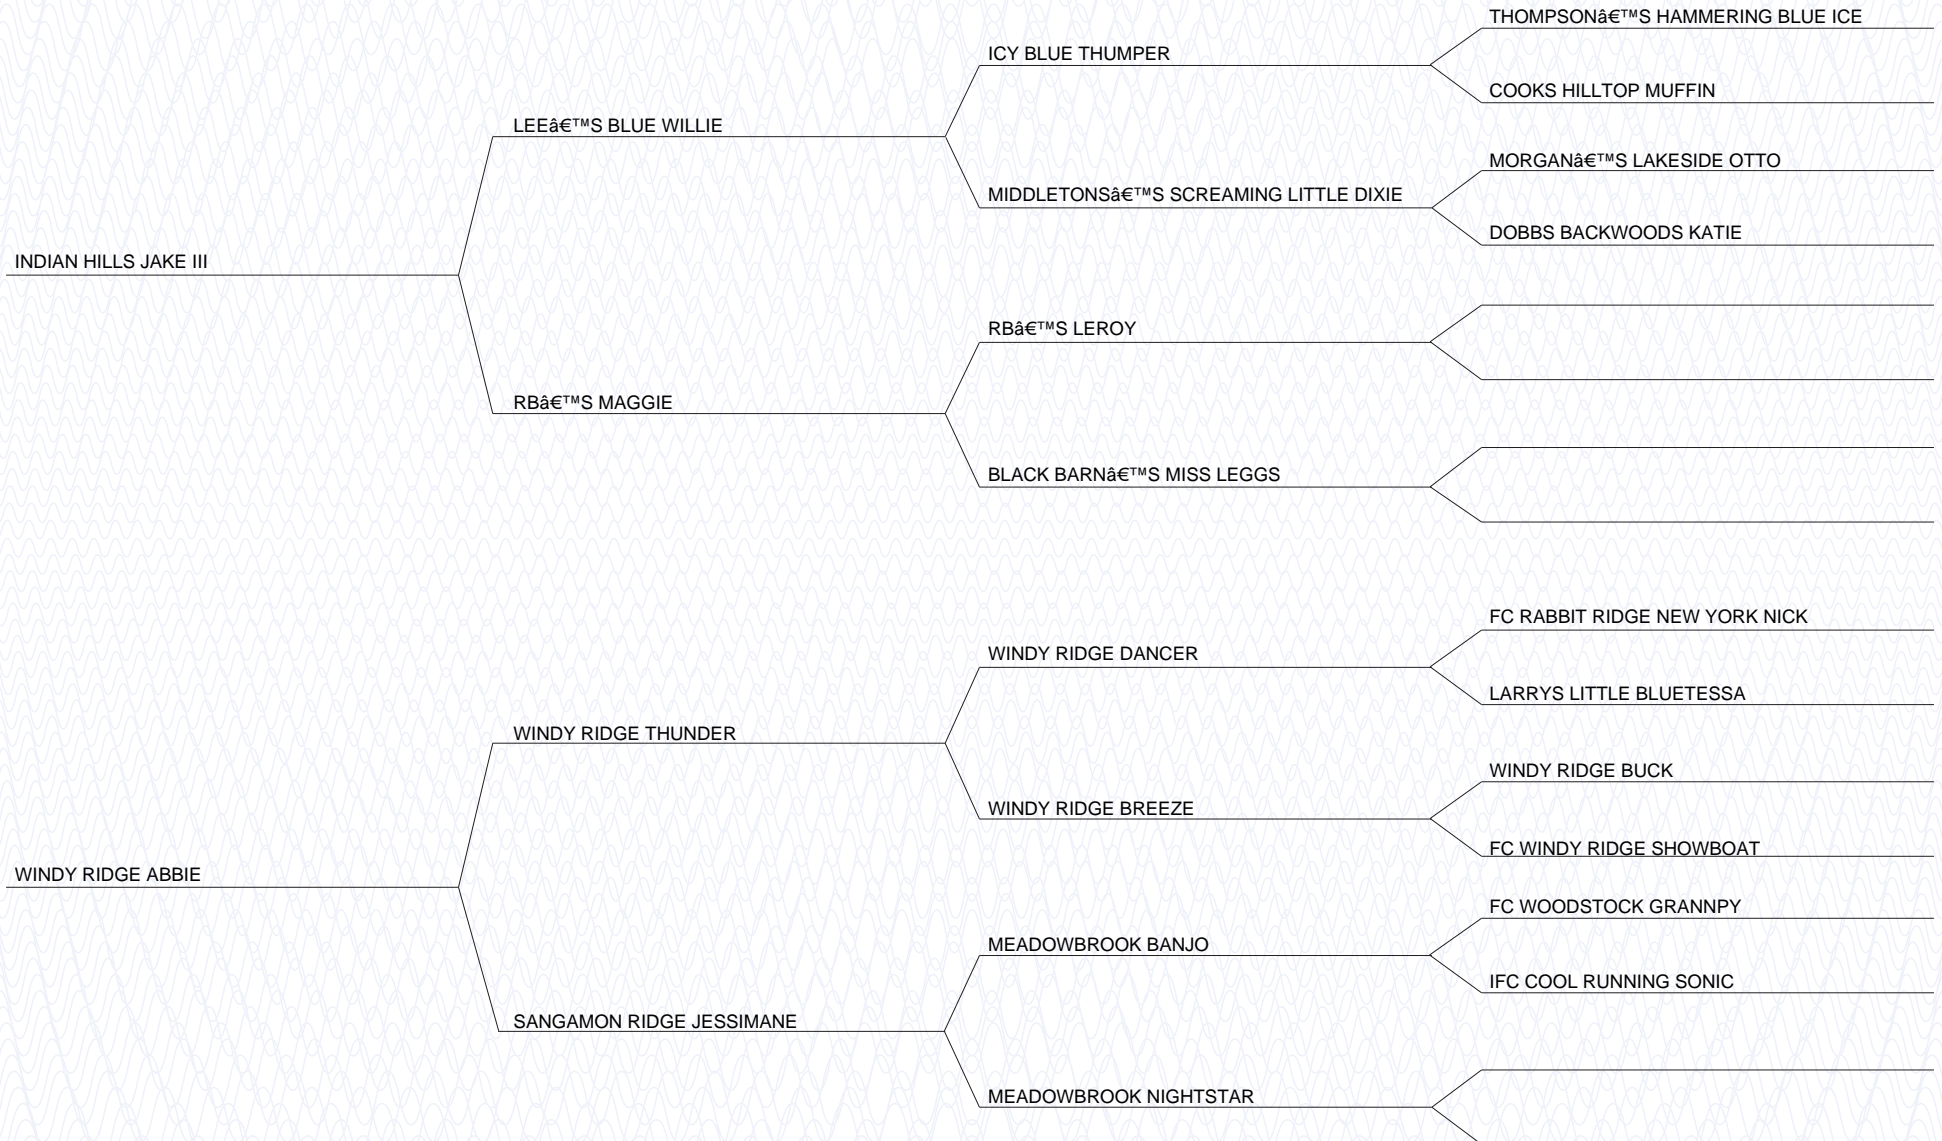 THOMPSONâ€™S HAMMERING BLUE ICE
ICY BLUE THUMPER
COOKS HILLTOP MUFFIN
LEEâ€™S BLUE WILLIE
MORGANâ€™S LAKESIDE OTTO
MIDDLETONSâ€™S SCREAMING LITTLE DIXIE
DOBBS BACKWOODS KATIE
INDIAN HILLS JAKE III
RBâ€™S LEROY
RBâ€™S MAGGIE
BLACK BARNâ€™S MISS LEGGS
FC RABBIT RIDGE NEW YORK NICK
WINDY RIDGE DANCER
LARRYS LITTLE BLUETESSA
WINDY RIDGE THUNDER
WINDY RIDGE BUCK
WINDY RIDGE BREEZE
FC WINDY RIDGE SHOWBOAT
WINDY RIDGE ABBIE
FC WOODSTOCK GRANNPY
MEADOWBROOK BANJO
IFC COOL RUNNING SONIC
SANGAMON RIDGE JESSIMANE
MEADOWBROOK NIGHTSTAR